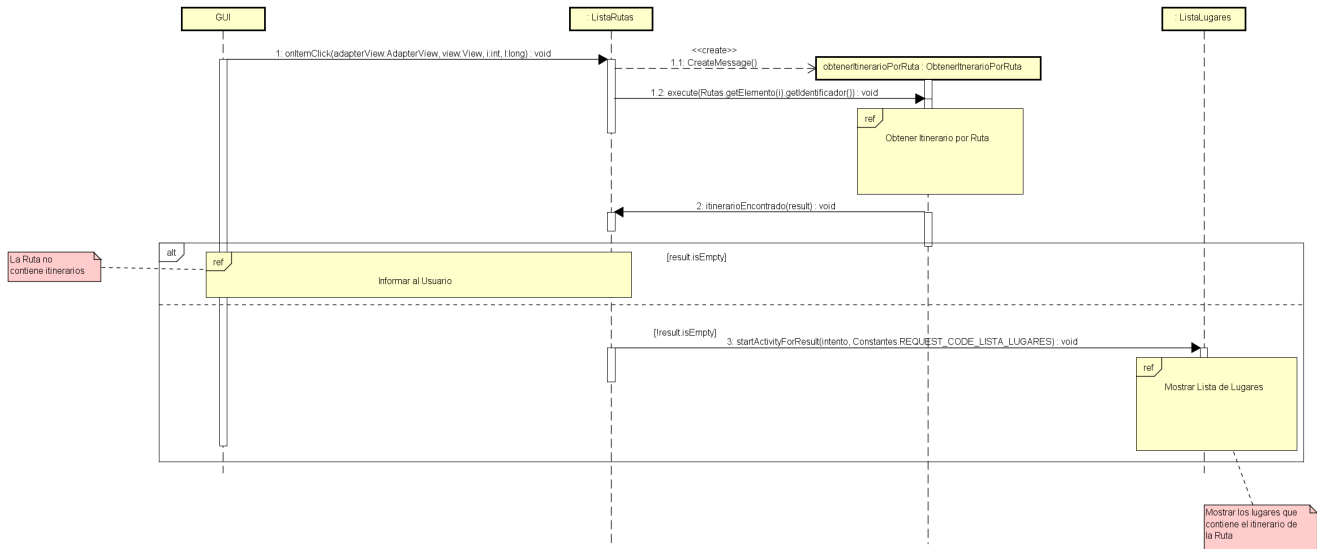 GUI
: ListaRutas
: ListaLugares
1: onItemClick(adapterView:AdapterView, view:View, i:int, l:long) : void
<<create>>
1.1: CreateMessage()
obtenerItinerarioPorRuta : ObtenerItnerarioPorRuta
1.2: execute(Rutas.getElemento(i).getIdentificador()) : void
ref
Obtener Itinerario por Ruta
2: itinerarioEncontrado(result) : void
alt
La Ruta no
contiene itinerarios
ref
[result.isEmpty]
Informar al Usuario
[!result.isEmpty]
3: startActivityForResult(intento, Constantes.REQUEST_CODE_LISTA_LUGARES) : void
ref
Mostrar Lista de Lugares
Mostrar los lugares que
contiene el itinerario de
la Ruta